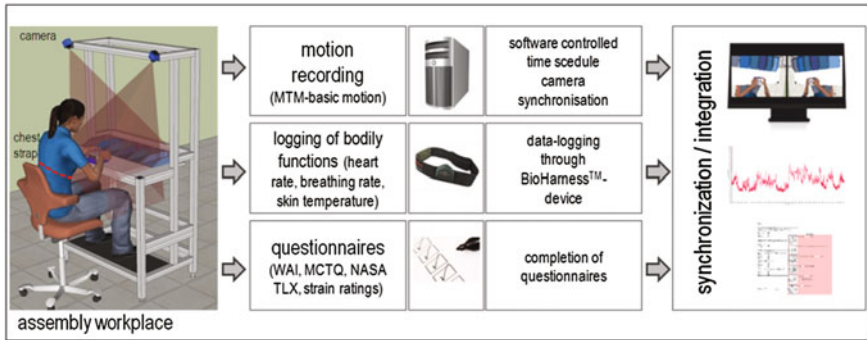 camera
chest
strap
assembly workplace
motion
recording
(MTM-basic motion)
software controlled
time scedule
camera
synchronisation
logging of bodily
functions (heart
rate, breathing rate,
skin temperature)
data-logging
through
BioHarness™-
device
questionnaires
(WAI, MCTQ, NASA
TLX, strain ratings)
completion of
questionnaires
synchronization / integration